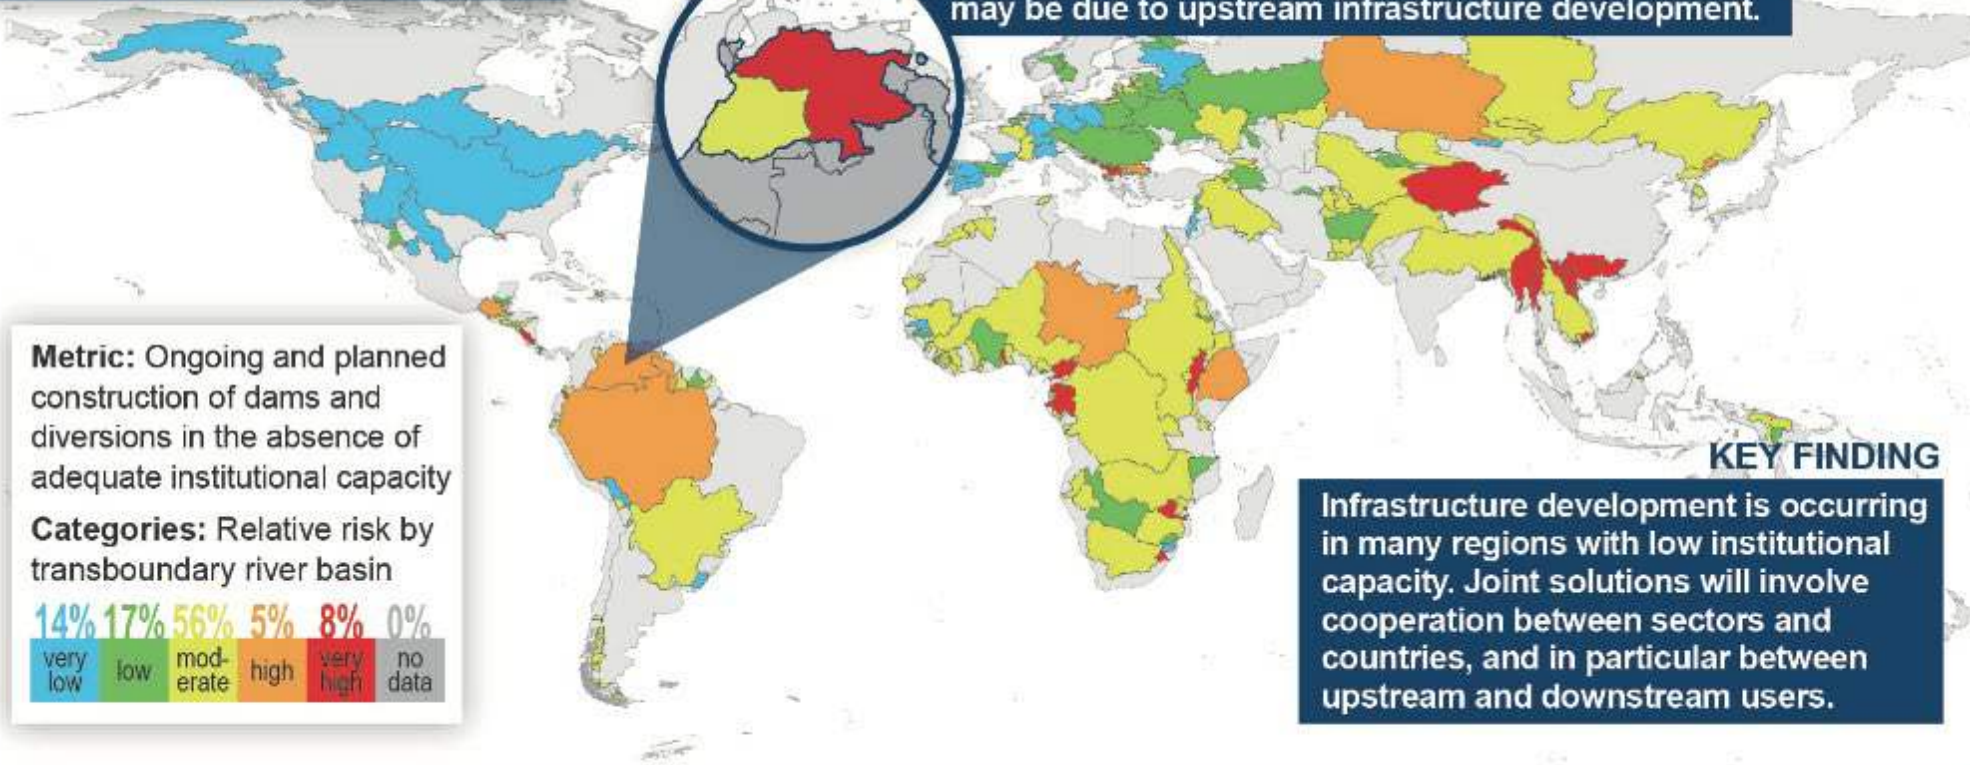 may be due to upstream infrastructure development.
Metric: Ongoing and planned
construction of dams and
diversions in the absence of
adequate institutional capacity
Categories: Relative risk by
transboundary river basin
14% 17% 56% 5% 8% 0%
very low
low
mod-erate
high
very high
no data
KEY FINDING
Infrastructure development is occurring
in many regions with low institutional
capacity. Joint solutions will involve
cooperation between sectors and
countries, and in particular between
upstream and downstream users.